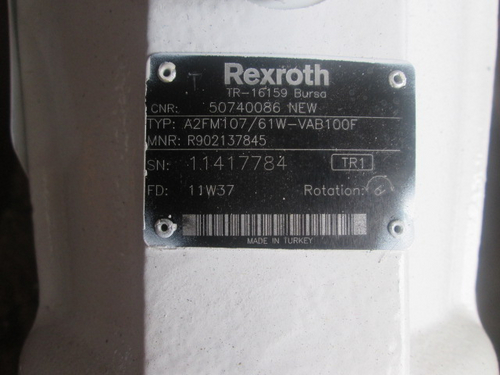 Rexroth
TR-16159 Bursa
CNR: 50740086 NEW
TYP: A2FM107/61W-VAB100F
MNR: R902137845
SN: 11417784 TR1
FD: 11W37 Rotation:
MADE IN TURKEY